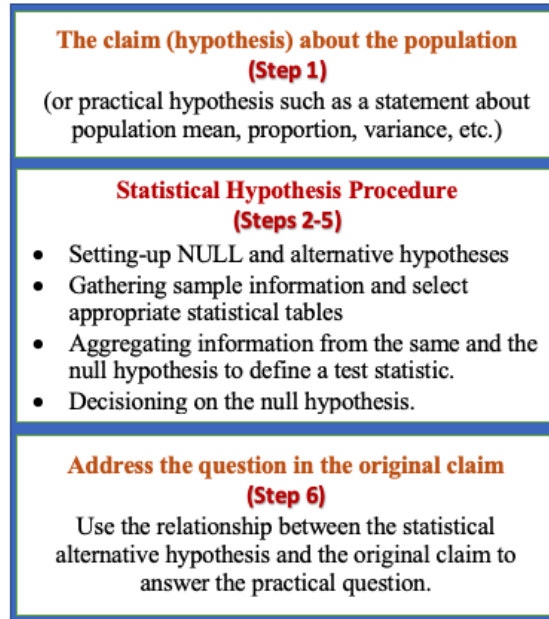 The claim (hypothesis) about the population
(Step 1)
(or practical hypothesis such as a statement about
population mean, proportion, variance, etc.)
Statistical Hypothesis Procedure
(Steps 2-5)
• Setting-up NULL and alternative hypotheses
• Gathering sample information and select
appropriate statistical tables
• Aggregating information from the same and the
null hypothesis to define a test statistic.
• Decisioning on the null hypothesis.
Address the question in the original claim
(Step 6)
Use the relationship between the statistical
alternative hypothesis and the original claim to
answer the practical question.